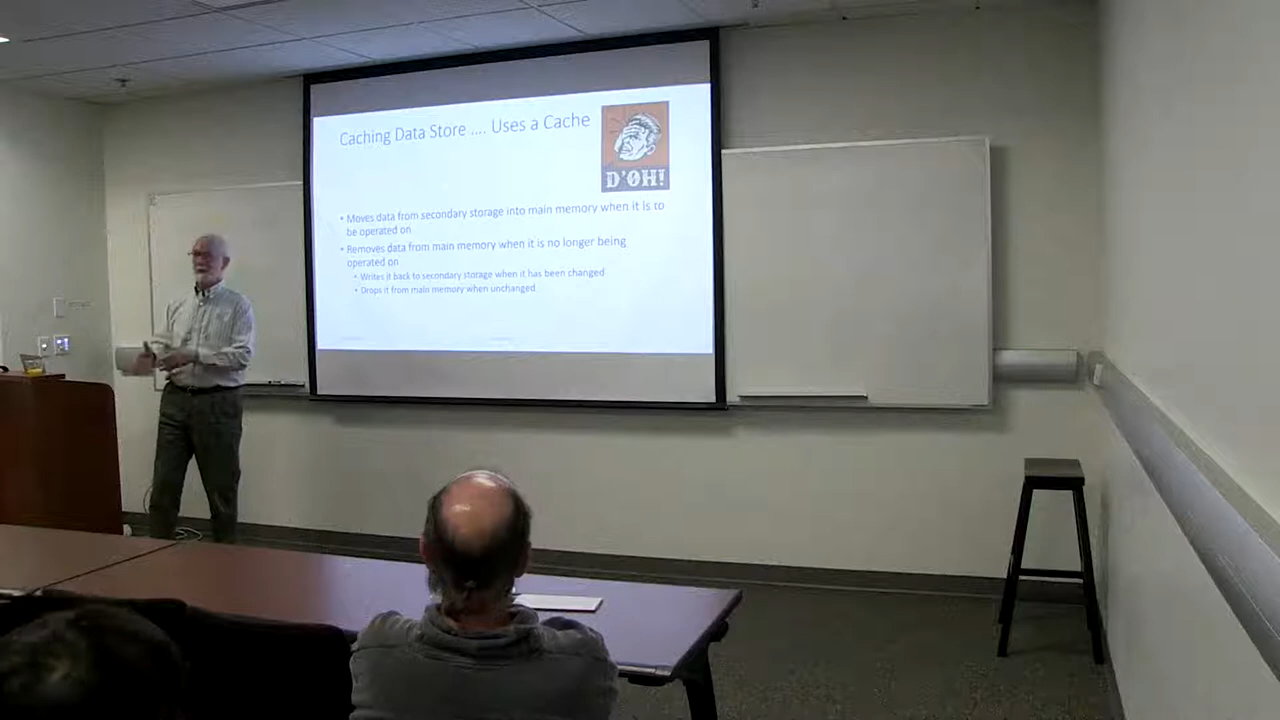 Caching Data Store .... Uses a Cache
D'OH!
• Moves data from secondary storage into main memory when it is to
be operated on
• Removes data from main memory when it is no longer being
operated on
• Writes it back to secondary storage when it has been changed
• Drops it from main memory when unchanged